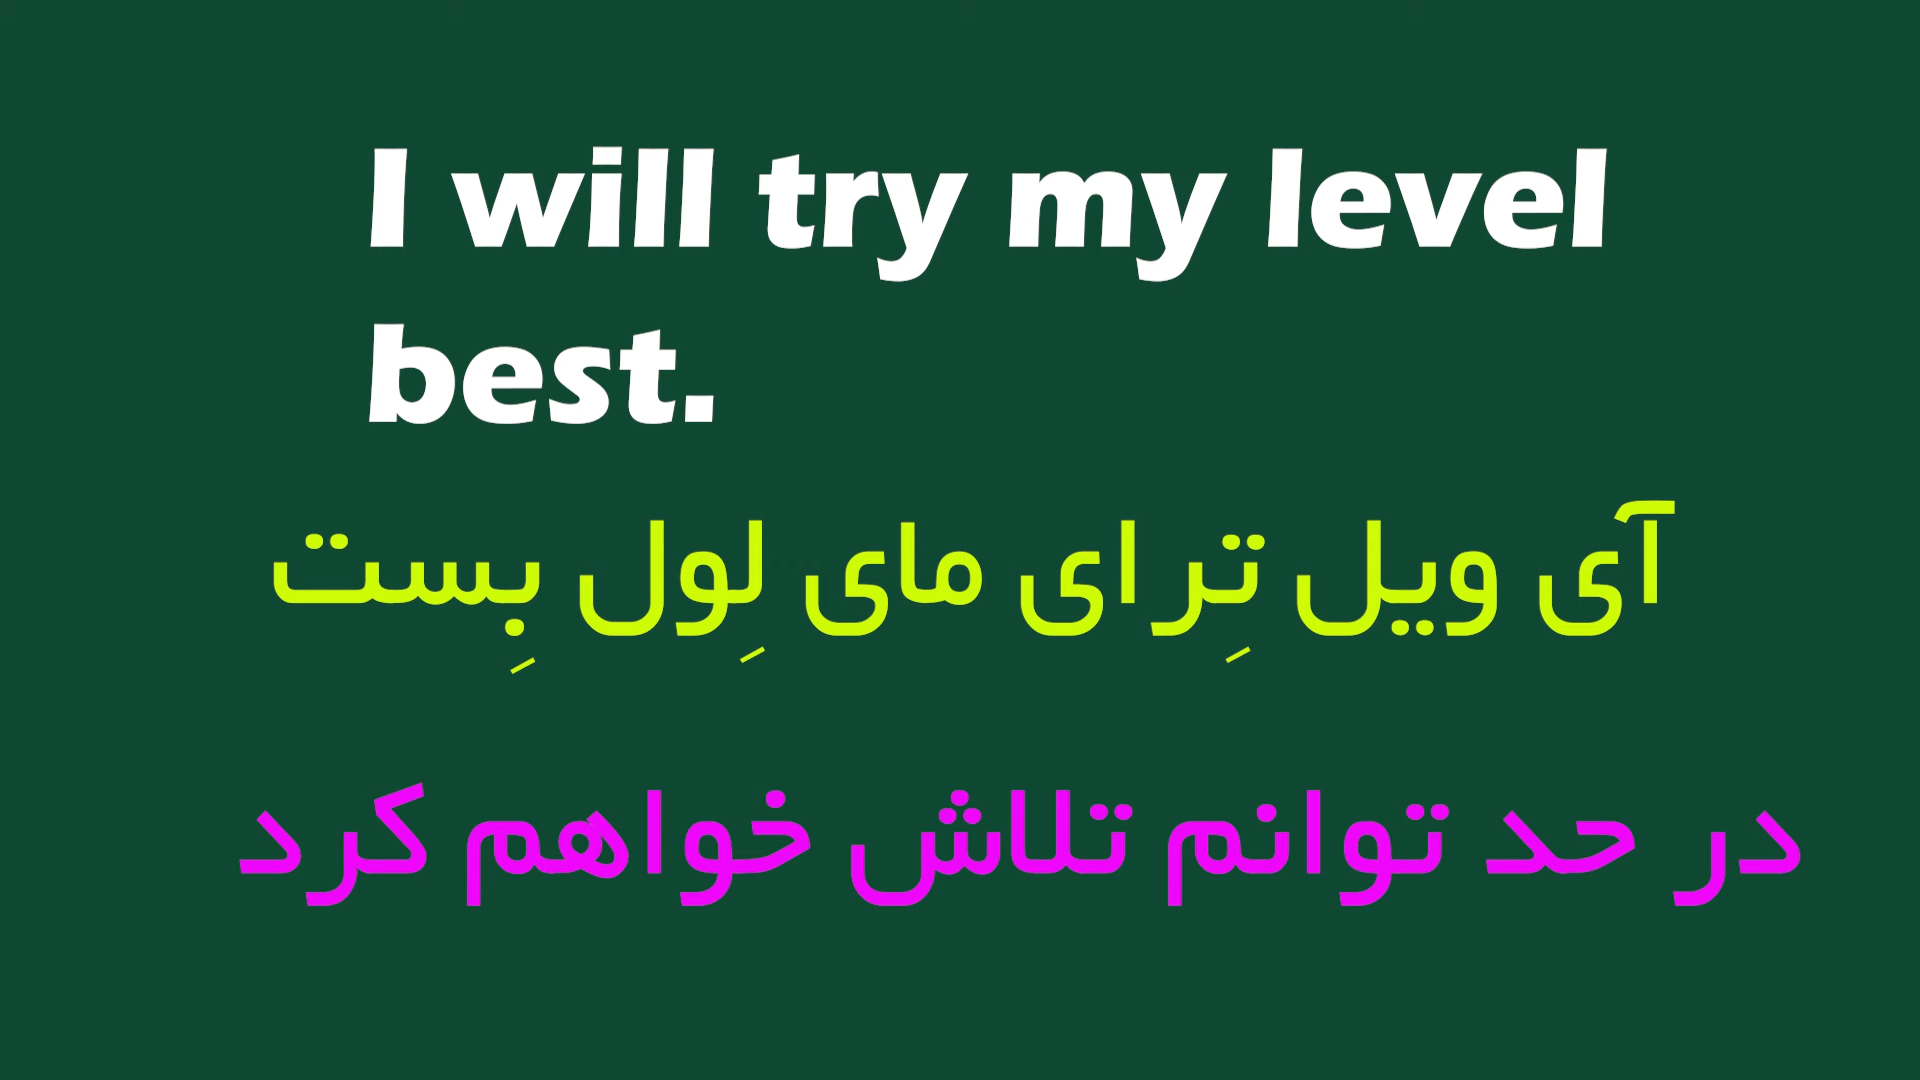 I will try my level
best.
آی ویل تِرای مای لِول بِست
در حد توانم تلاش خواهم کرد